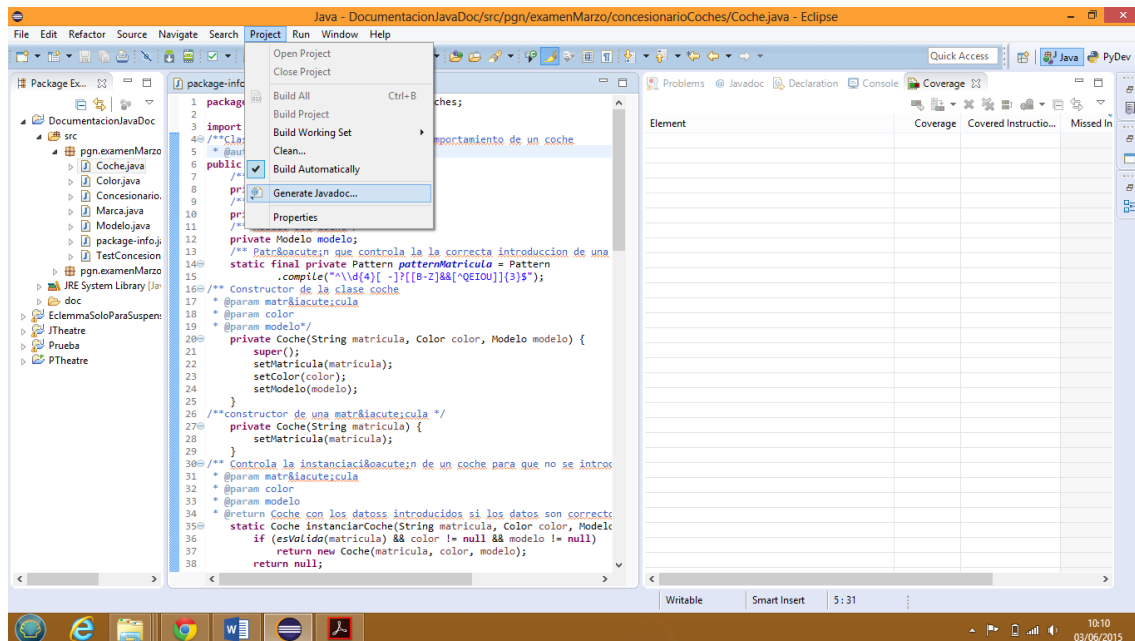 Java - DocumentacionJavaDoc/src/pgn/examenMarzo/concesionarioCoches/Coche.java - Eclipse
File Edit Refactor Source Navigate Search Project Run Window Help
Quick Access Java PyDev
Open Project
Close Project
Build All Ctrl+B
Build Project
Build Working Set
Clean...
Build Automatically
Generate Javadoc...
Properties
Package Ex...
DocumentacionJavaDoc
src
pgn.examenMarzo
Coche.java
Color.java
Concesionario.
Marca.java
Modelo.java
package-info.ja
TestConcesion
pgn.examenMarzo
JRE System Library [Jav
doc
EclemmaSoloParaSuspens
JTheatre
Prueba
PTheatre
package-info
1 package ches;
2
3 import
4 /**Clas mportamiento de un coche
5 * @aut
6 public
7 /**
8 pri
9 /**
10 pri
11 /**
12 private Modelo modelo;
13 /** Patr&oacute;n que controla la la correcta introduccion de una
14 static final private Pattern patternMatricula = Pattern
15 .compile("^\\d{4}[ -]?[[B-Z]&&[^QEIOU]]{3}$");
16 /** Constructor de la clase coche
17 * @param matr&iacute;cula
18 * @param color
19 * @param modelo*/
20 private Coche(String matricula, Color color, Modelo modelo) {
21 super();
22 setMatricula(matricula);
23 setColor(color);
24 setModelo(modelo);
25 }
26 /**constructor de una matr&iacute;cula */
27 private Coche(String matricula) {
28 setMatricula(matricula);
29 }
30 /** Controla la instanciaci&oacute;n de un coche para que no se introd
31 * @param matr&iacute;cula
32 * @param color
33 * @param modelo
34 * @return Coche con los datoss introducidos si los datos son correcto
35 static Coche instanciarCoche(String matricula, Color color, Modelo
36 if (esValida(matricula) && color != null && modelo != null)
37 return new Coche(matricula, color, modelo);
38 return null;
Problems @ Javadoc Declaration Console Coverage
Element Coverage Covered Instructio... Missed In
Writable Smart Insert 5 : 31
10:10
03/06/2015